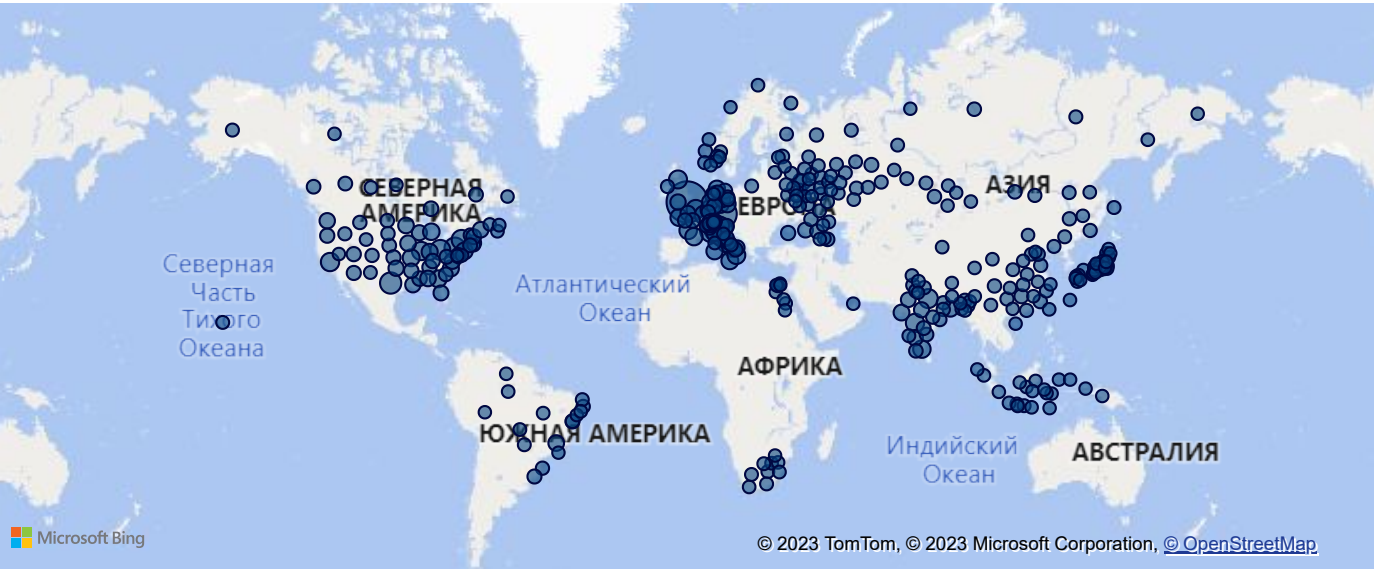 СЕВЕРНАЯ
АМЕРИКА
АЗИЯ
ЕВРОПА
Северная
Часть
Тихого
Океана
Атлантический
Океан
АФРИКА
ЮЖНАЯ АМЕРИКА
Индийский
Океан
АВСТРАЛИЯ
Microsoft Bing
© 2023 TomTom, © 2023 Microsoft Corporation, © OpenStreetMap